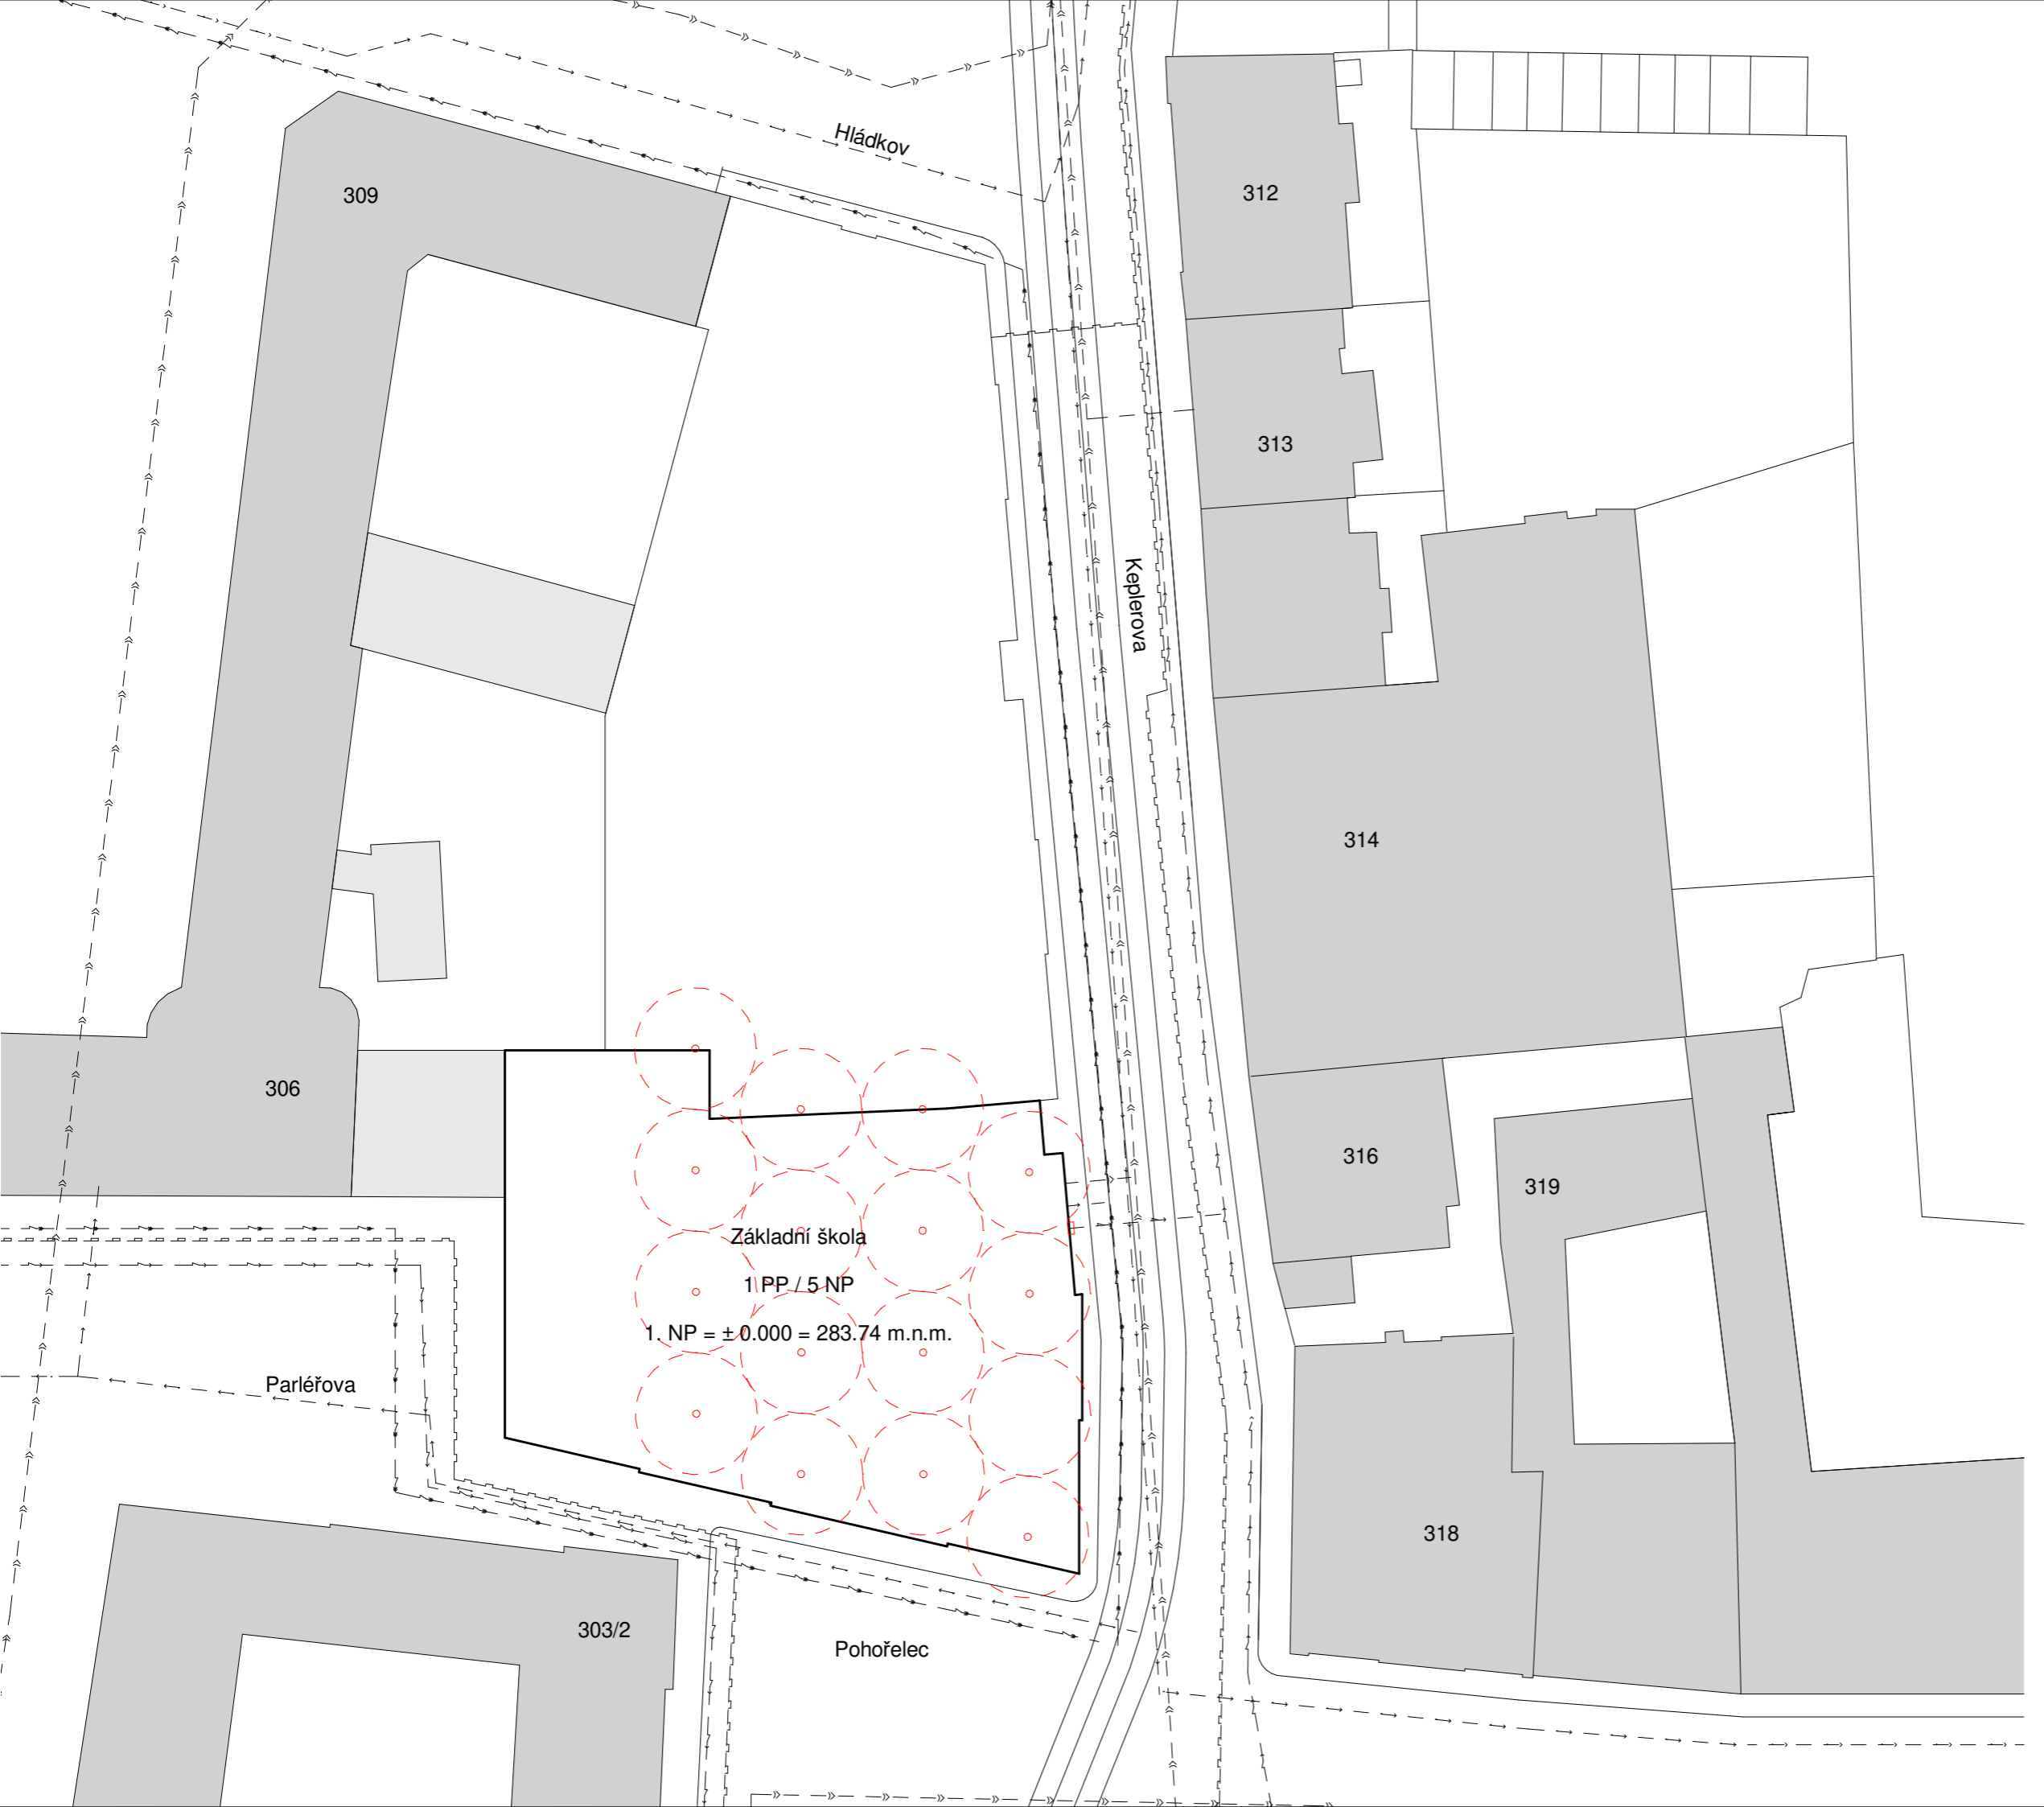 Hládkov
309
312
313
Keplerova
314
306
316
319
Základní škola
1 PP / 5 NP
1. NP = ± 0.000 = 283.74 m.n.m.
Parléřova
318
303/2
Pohořelec